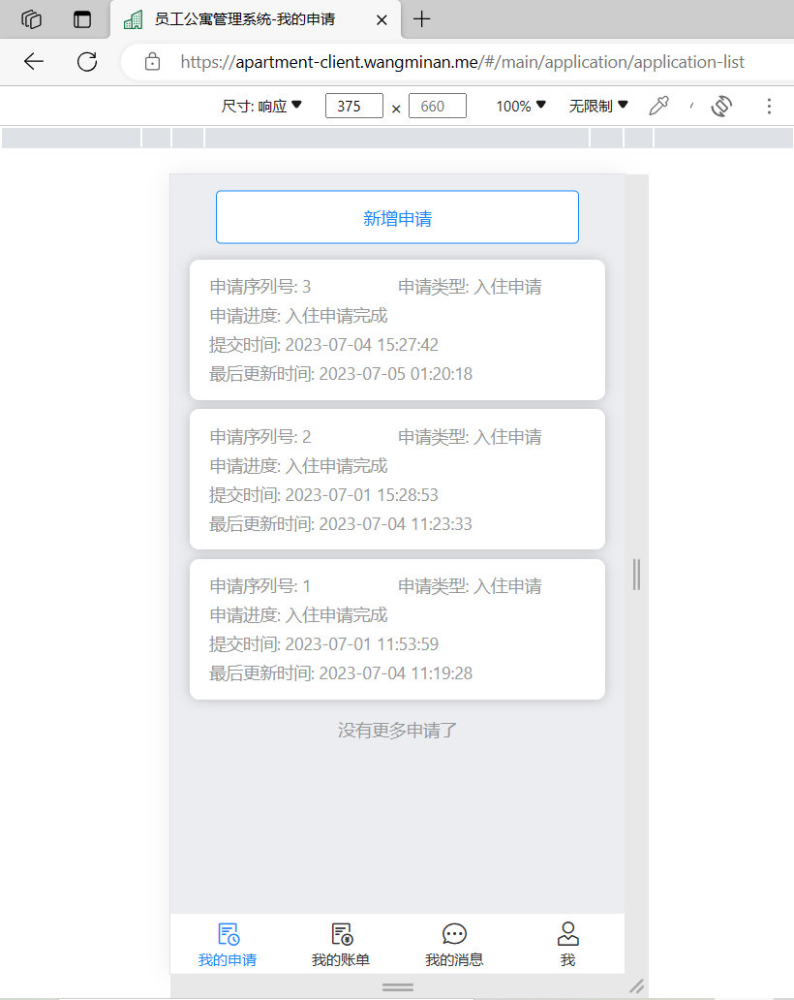 员工公寓管理系统-我的申请
https://apartment-client.wangminan.me/#/main/application/application-list
尺寸: 响应 375 × 660 100% 无限制
新增申请
申请序列号: 3 申请类型: 入住申请
申请进度: 入住申请完成
提交时间: 2023-07-04 15:27:42
最后更新时间: 2023-07-05 01:20:18
申请序列号: 2 申请类型: 入住申请
申请进度: 入住申请完成
提交时间: 2023-07-01 15:28:53
最后更新时间: 2023-07-04 11:23:33
申请序列号: 1 申请类型: 入住申请
申请进度: 入住申请完成
提交时间: 2023-07-01 11:53:59
最后更新时间: 2023-07-04 11:19:28
没有更多申请了
我的申请 我的账单 我的消息 我